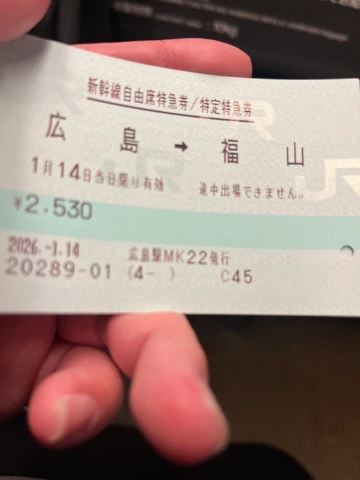 新幹線自由席特急券/特定特急券
広島→福山
1月14日当日限り有効 途中出場できません。
¥2,530
2026.-1.14 広島駅MK22発行
20289-01 (4- ) C45